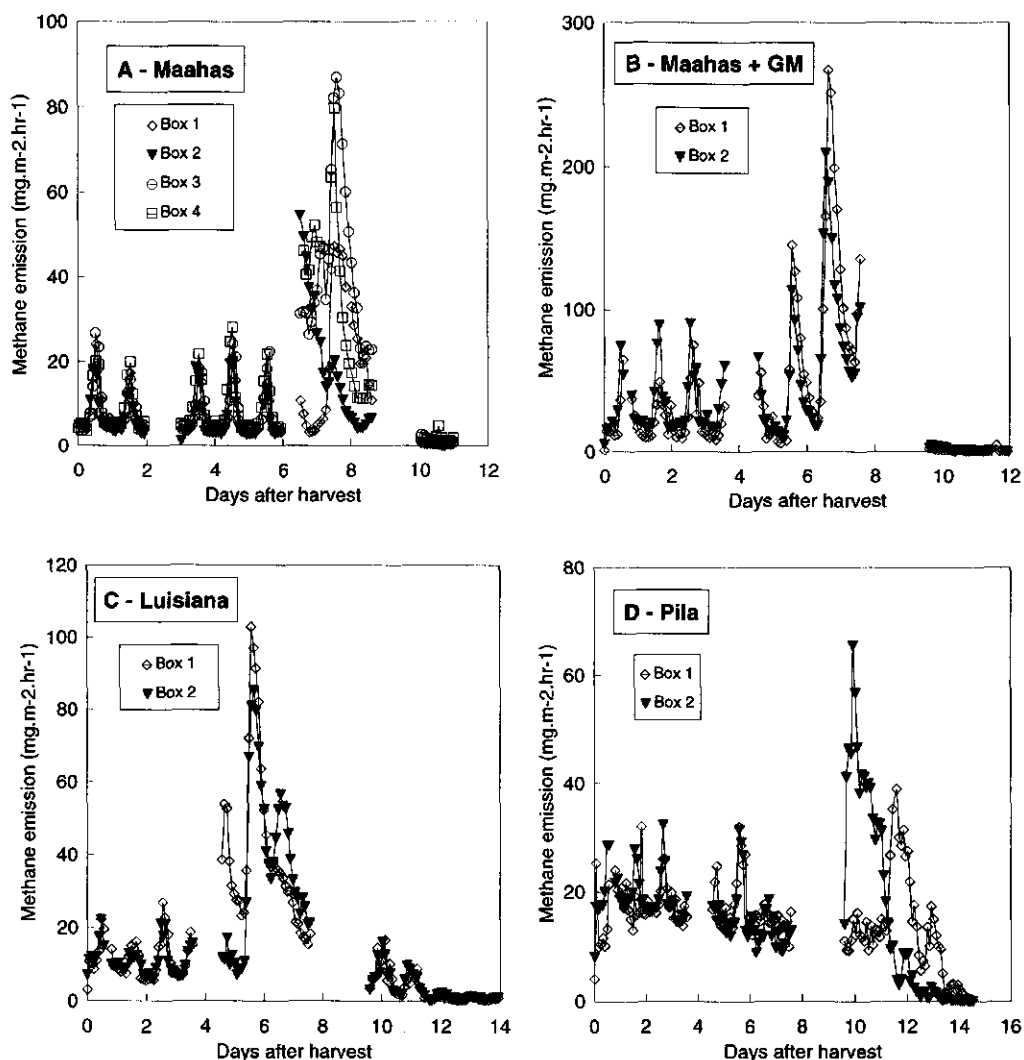 A - Maahas
Box 1
Box 2
Box 3
Box 4
Methane emission (mg.m-2.hr-1)
100
80
60
40
20
0
0 2 4 6 8 10 12
Days after harvest
B - Maahas + GM
Box 1
Box 2
Methane emission (mg.m-2.hr-1)
300
200
100
0
0 2 4 6 8 10 12
Days after harvest
C - Luisiana
Box 1
Box 2
Methane emission (mg.m-2.hr-1)
120
100
80
60
40
20
0
0 2 4 6 8 10 12 14
Days after harvest
D - Pila
Box 1
Box 2
Methane emission (mg.m-2.hr-1)
80
60
40
20
0
0 2 4 6 8 10 12 14 16
Days after harvest